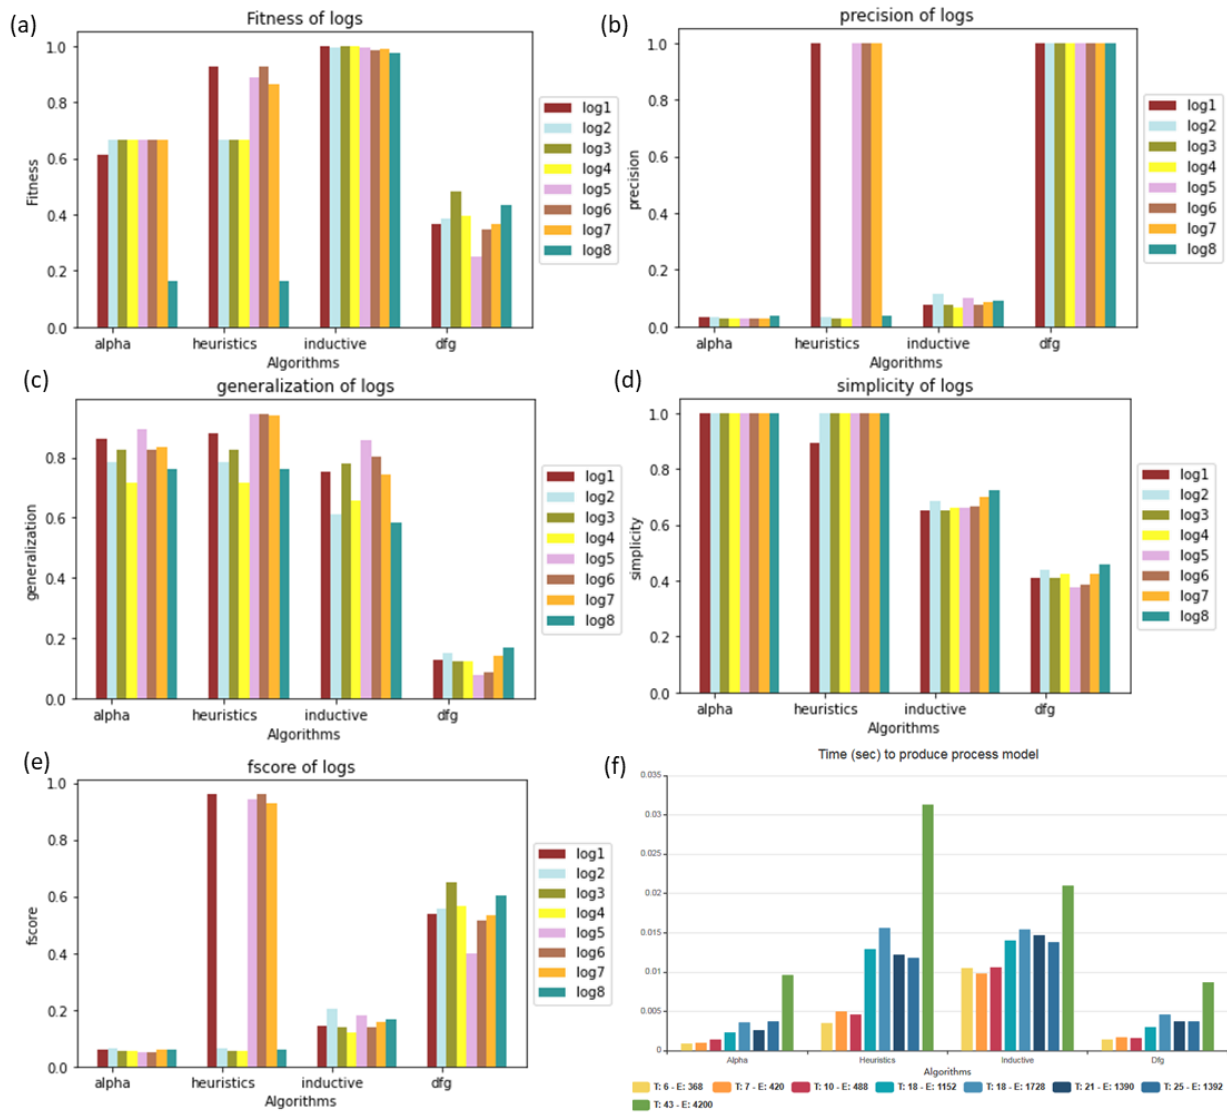 (a)
Fitness of logs
1.0
0.8
0.6
0.4
0.2
0.0
Fitness
alpha heuristics inductive dfg
Algorithms
log1
log2
log3
log4
log5
log6
log7
log8
(b)
precision of logs
1.0
0.8
0.6
0.4
0.2
0.0
precision
alpha heuristics inductive dfg
Algorithms
log1
log2
log3
log4
log5
log6
log7
log8
(c)
generalization of logs
0.8
0.6
0.4
0.2
0.0
generalization
alpha heuristics inductive dfg
Algorithms
log1
log2
log3
log4
log5
log6
log7
log8
(d)
simplicity of logs
1.0
0.8
0.6
0.4
0.2
0.0
simplicity
alpha heuristics inductive dfg
Algorithms
log1
log2
log3
log4
log5
log6
log7
log8
(e)
fscore of logs
1.0
0.8
0.6
0.4
0.2
0.0
fscore
alpha heuristics inductive dfg
Algorithms
log1
log2
log3
log4
log5
log6
log7
log8
(f)
Time (sec) to produce process model
0.035
0.03
0.025
0.02
0.015
0.01
0.005
0
Alpha Heuristics Inductive Dfg
Algorithms
T: 6 - E: 368 T: 7 - E: 420 T: 10 - E: 488 T: 18 - E: 1152 T: 18 - E: 1728 T: 21 - E: 1390 T: 25 - E: 1392
T: 43 - E: 4200